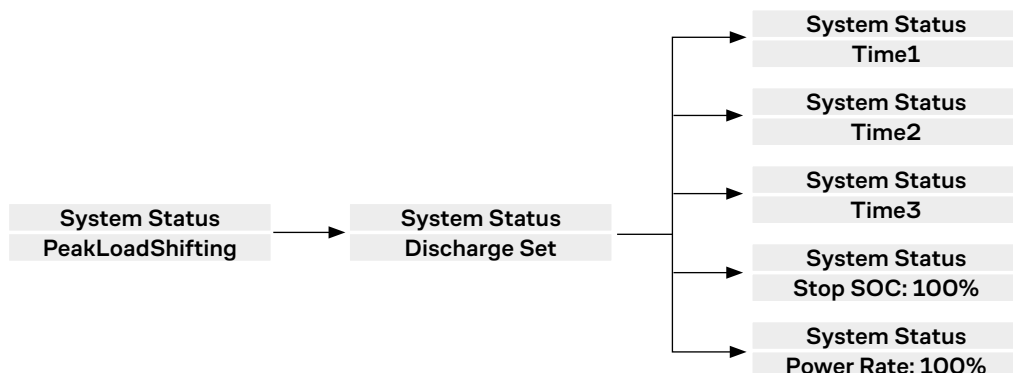 System Status
Time1
System Status
Time2
System Status
Time3
System Status
PeakLoadShifting
System Status
Discharge Set
System Status
Stop SOC: 100%
System Status
Power Rate: 100%